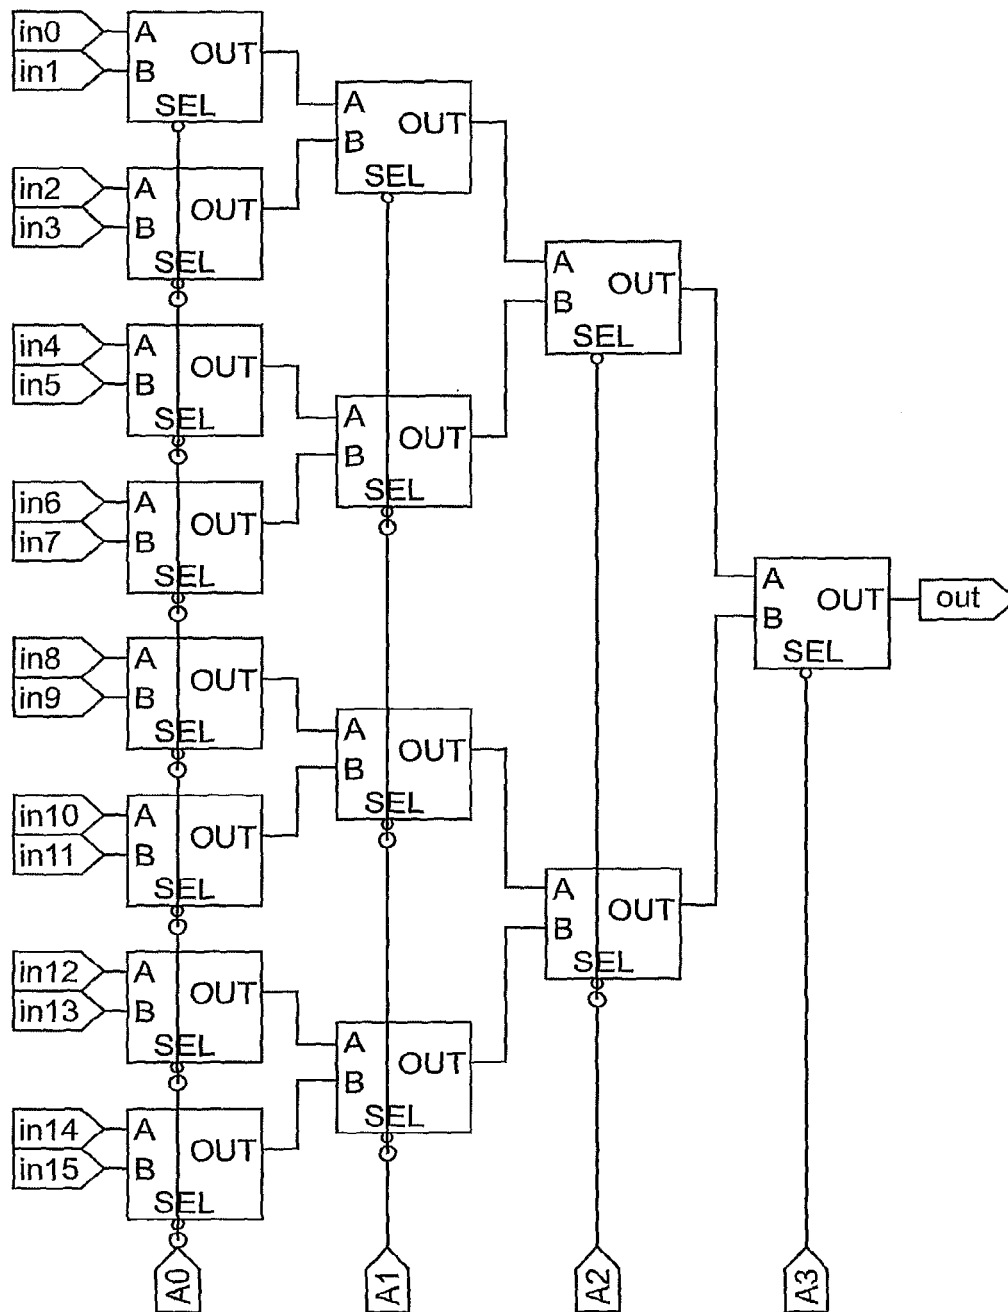 in0
A
in1
B
OUT
SEL
in2
A
in3
B
OUT
SEL
in4
A
in5
B
OUT
SEL
in6
A
in7
B
OUT
SEL
in8
A
in9
B
OUT
SEL
in10
A
in11
B
OUT
SEL
in12
A
in13
B
OUT
SEL
in14
A
in15
B
OUT
SEL
A
B
OUT
SEL
A
B
OUT
SEL
A
B
OUT
SEL
A
B
OUT
SEL
A
B
OUT
SEL
A
B
OUT
SEL
A
B
OUT
SEL
out
A0
A1
A2
A3